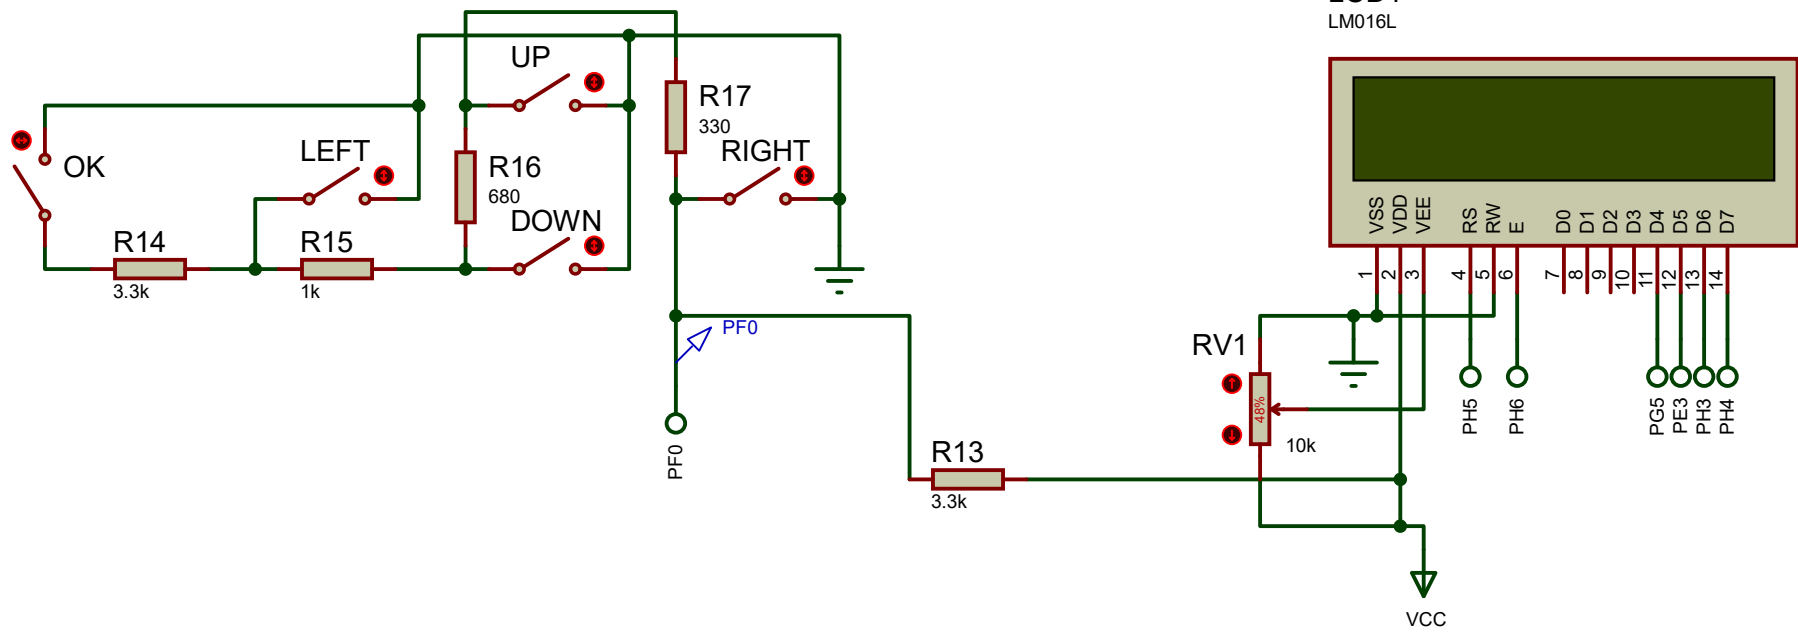 LM016L
UP
R17
330
RIGHT
OK
LEFT
R16
680
DOWN
R14
3.3k
R15
1k
PF0
PF0
R13
3.3k
RV1
48%
10k
VSS
VDD
VEE
RS
RW
E
D0
D1
D2
D3
D4
D5
D6
D7
1
2
3
4
5
6
7
8
9
10
11
12
13
14
PH5
PH6
PG5
PE3
PH3
PH4
VCC